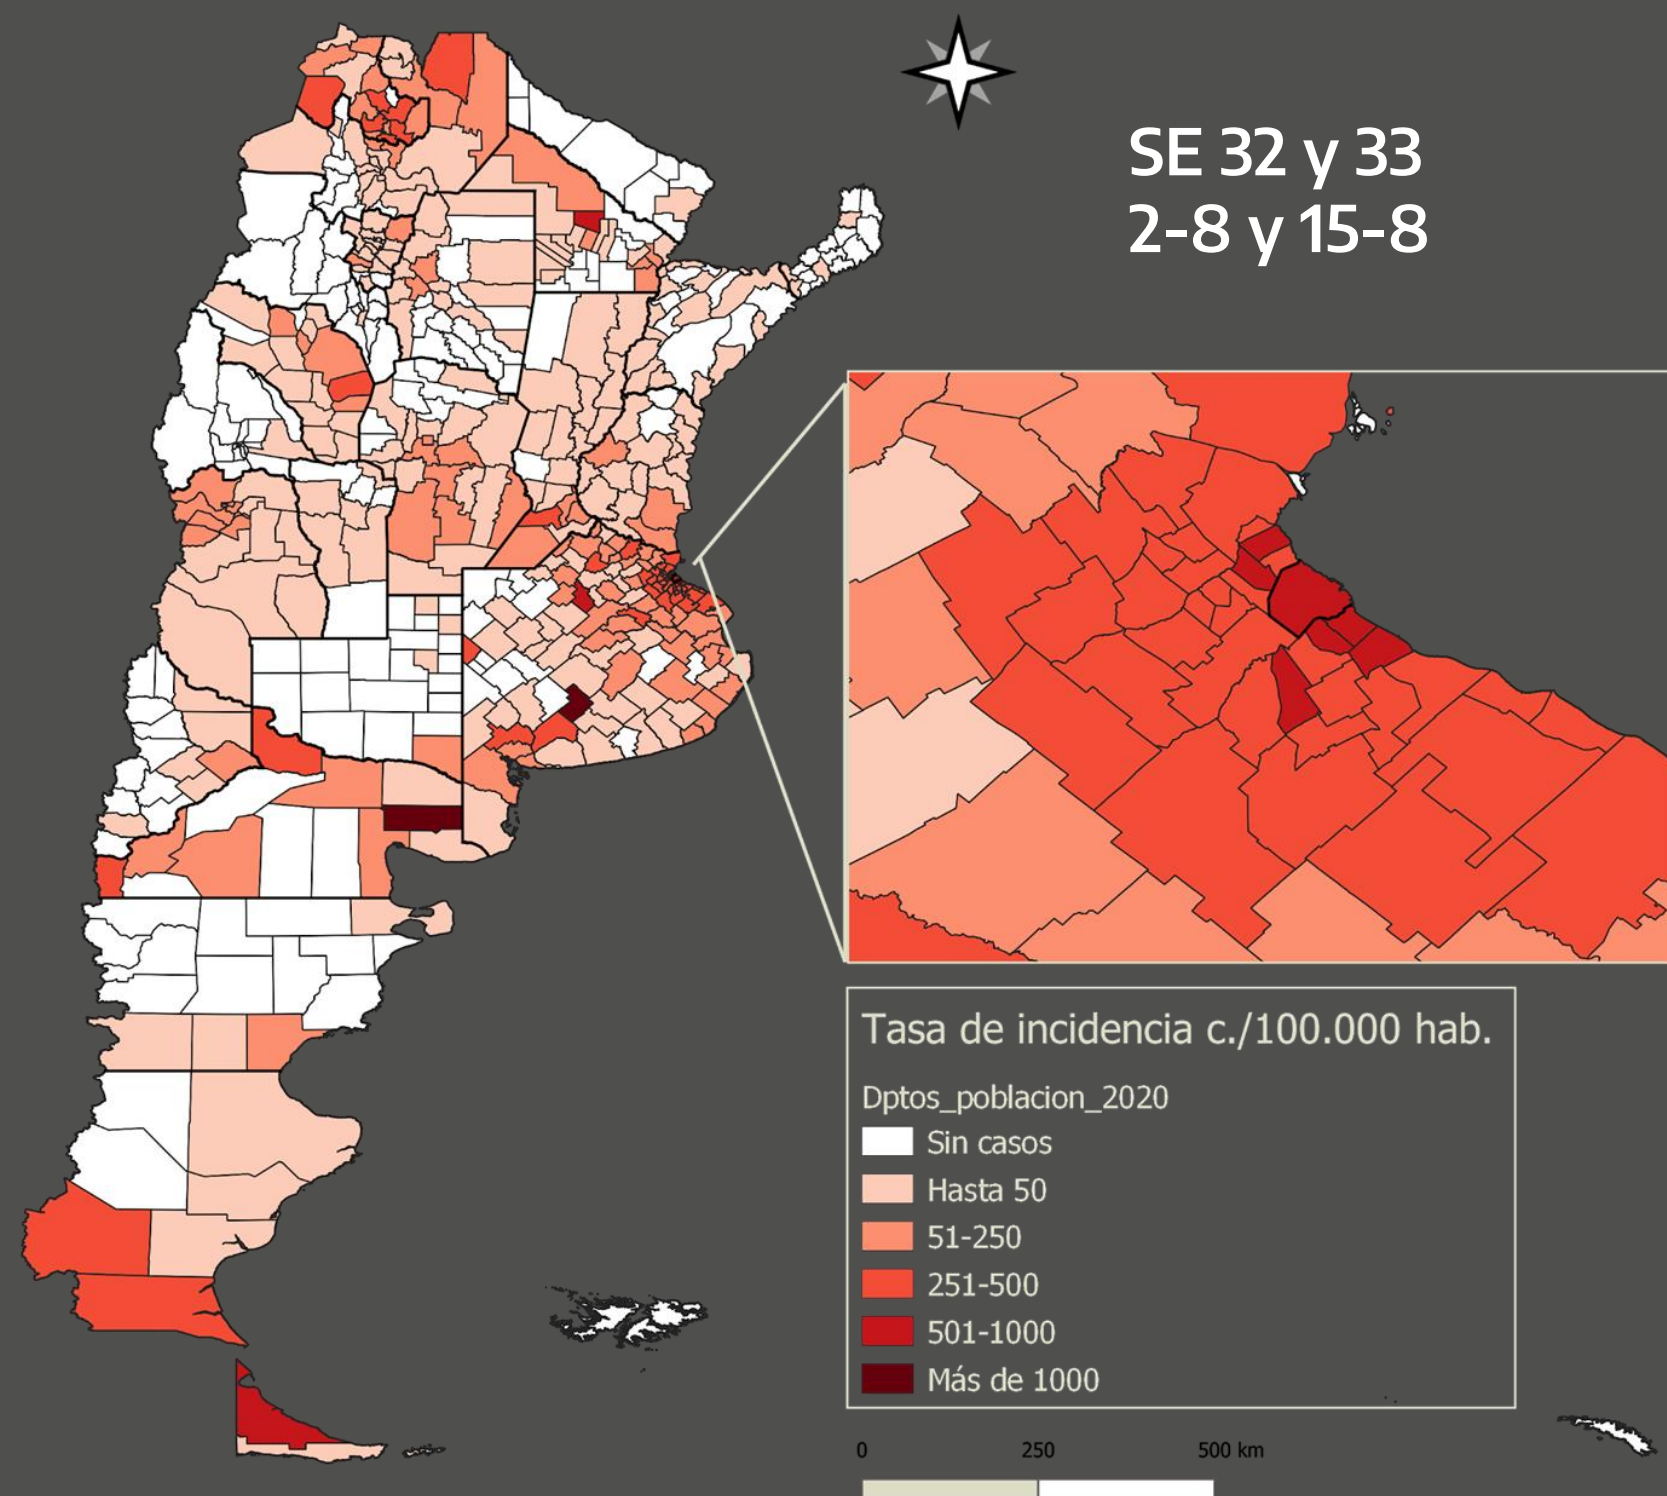 SE 32 y 33
2-8 y 15-8
Tasa de incidencia c./100.000 hab.
Dptos_poblacion_2020
Sin casos
Hasta 50
51-250
251-500
501-1000
Más de 1000
0 250 500 km